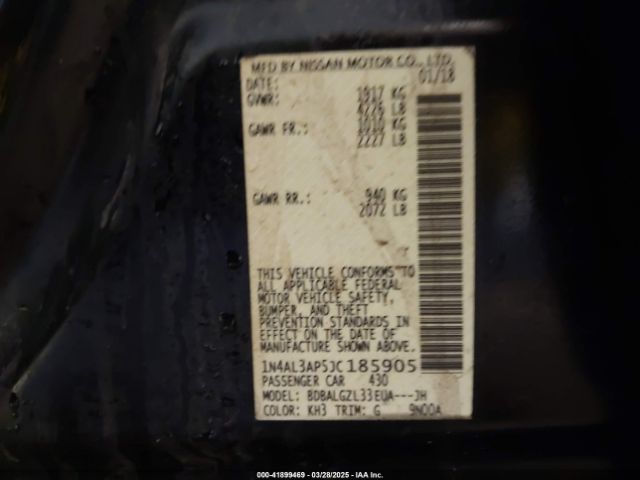 MFD BY NISSAN MOTOR CO., LTD.
DATE: 01/18
GVWR: 1917 KG
4226 LB
GAWR FR.: 1010 KG
2227 LB
GAWR RR.: 940 KG
2072 LB
THIS VEHICLE CONFORMS TO
ALL APPLICABLE FEDERAL
MOTOR VEHICLE SAFETY,
BUMPER, AND THEFT
PREVENTION STANDARDS IN
EFFECT ON THE DATE OF
MANUFACTURE SHOWN ABOVE.
1N4AL3AP5JC185905
PASSENGER CAR 430
MODEL: BDBALGZL33EUA---JH
COLOR: KH3 TRIM: G 9N00A
000-41899469 | 03/28/2025 | IAA, Inc.